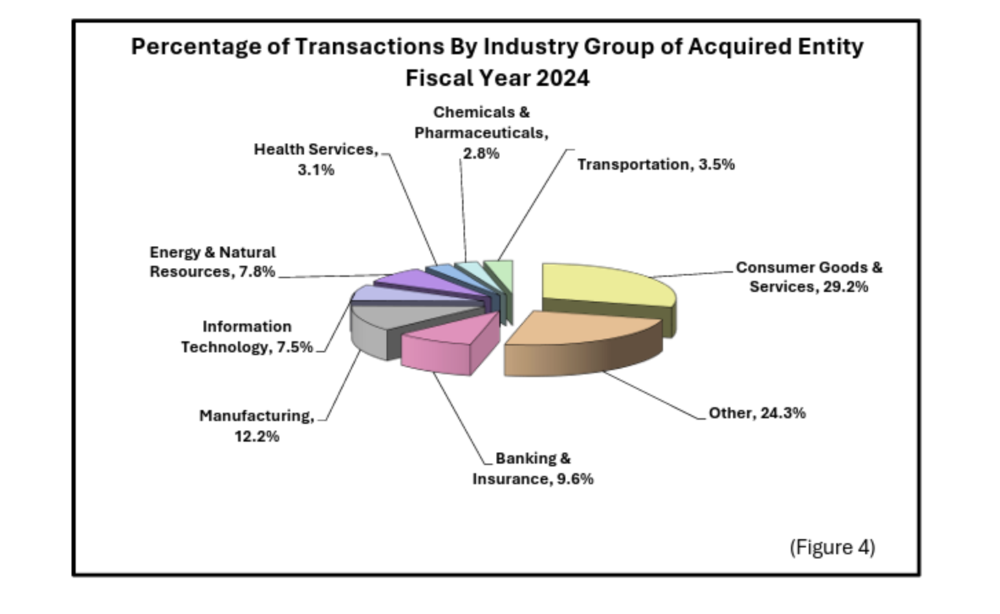 Percentage of Transactions By Industry Group of Acquired Entity
Fiscal Year 2024
Chemicals &
Pharmaceuticals,
2.8%
Health Services,
3.1%
Transportation, 3.5%
Energy & Natural
Resources, 7.8%
Consumer Goods &
Services, 29.2%
Information
Technology, 7.5%
Manufacturing,
12.2%
Other, 24.3%
Banking &
Insurance, 9.6%
(Figure 4)